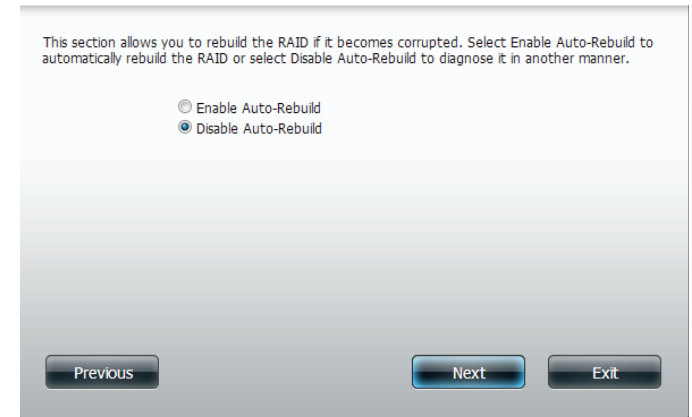 This section allows you to rebuild the RAID if it becomes corrupted. Select Enable Auto-Rebuild to
automatically rebuild the RAID or select Disable Auto-Rebuild to diagnose it in another manner.
Enable Auto-Rebuild
Disable Auto-Rebuild
Previous Next Exit